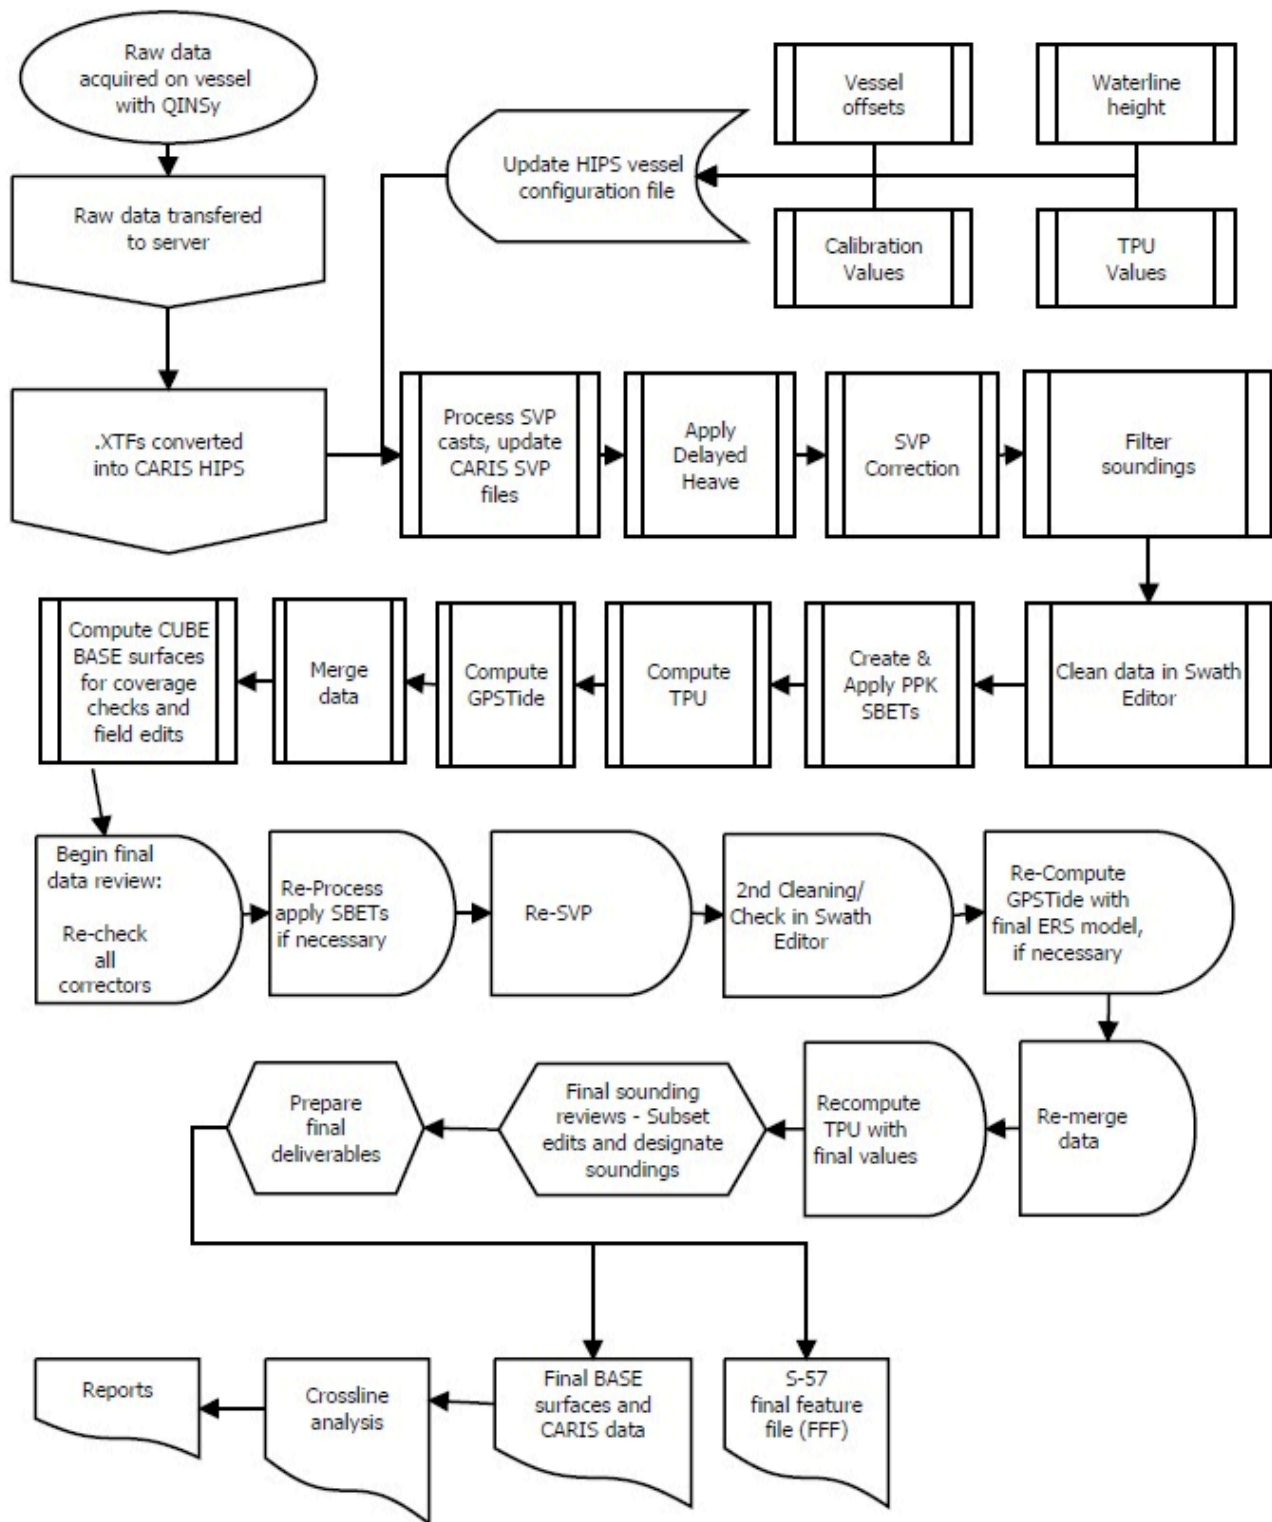 Raw data
acquired on vessel
with QINSy
Vessel
offsets
Waterline
height
Update HIPS vessel
configuration file
Raw data transfered
to server
Calibration
Values
TPU
Values
.XTFs converted
into CARIS HIPS
Process SVP
casts, update
CARIS SVP
files
Apply
Delayed
Heave
SVP
Correction
Filter
soundings
Compute CUBE
BASE surfaces
for coverage
checks and
field edits
Merge
data
Compute
GPSTide
Compute
TPU
Create &
Apply PPK
SBETs
Clean data in Swath
Editor
Begin final
data review:
Re-check
all
correctors
Re-Process
apply SBETs
if necessary
Re-SVP
2nd Cleaning/
Check in Swath
Editor
Re-Compute
GPSTide with
final ERS model,
if necessary
Prepare
final
deliverables
Final sounding
reviews - Subset
edits and designate
soundings
Recompute
TPU with
final values
Re-merge
data
Reports
Crossline
analysis
Final BASE
surfaces and
CARIS data
S-57
final feature
file (FFF)